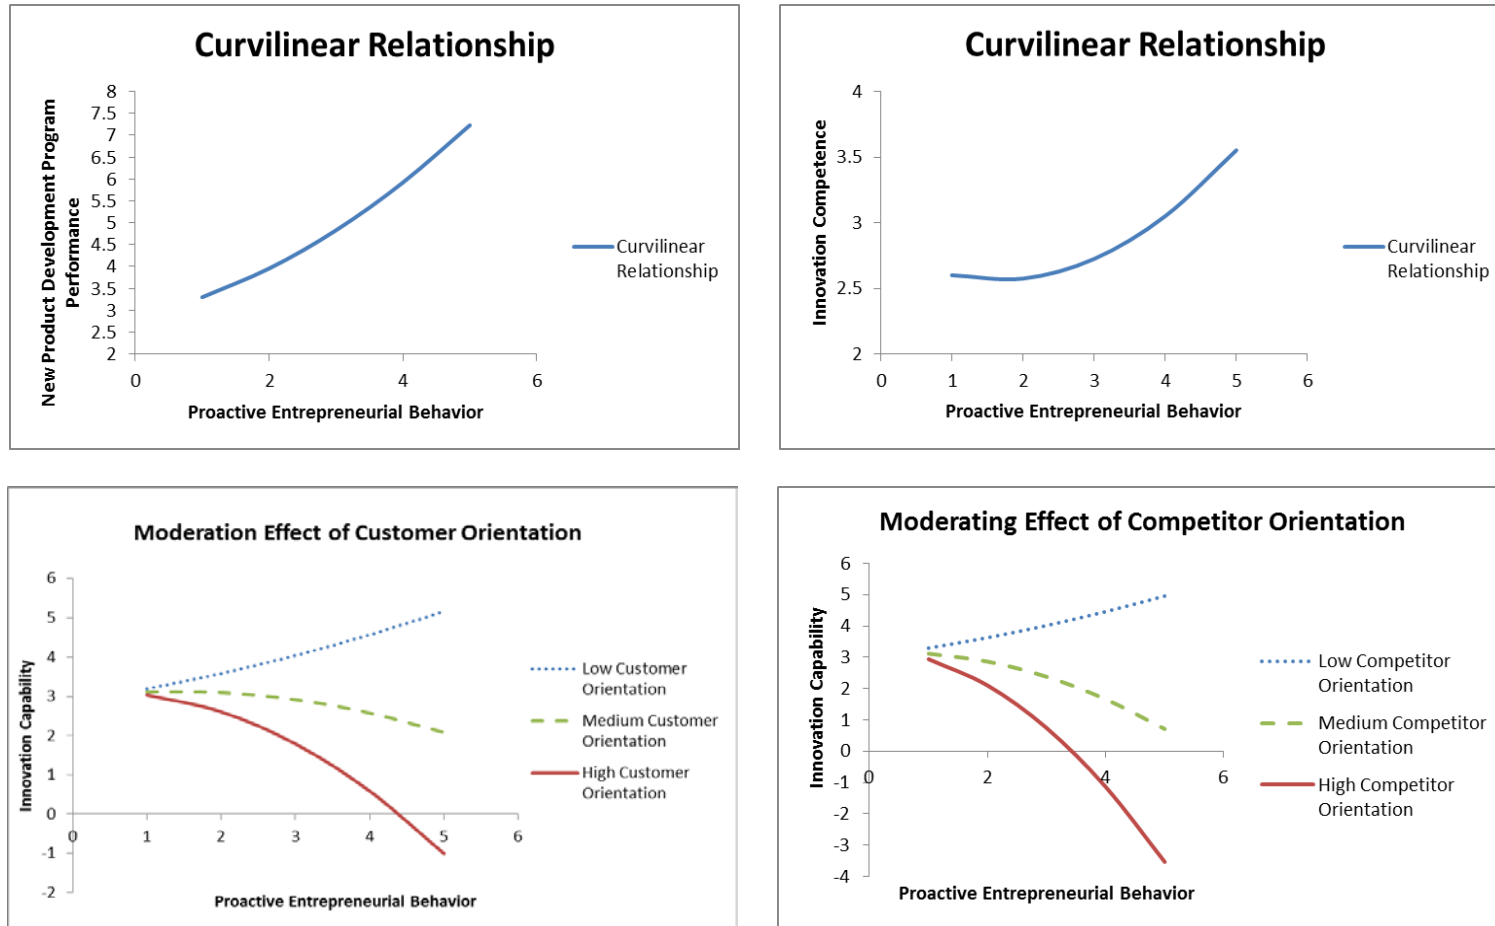 Curvilinear Relationship
New Product Development Program
Performance
8
7.5
7
6.5
6
5.5
5
4.5
4
3.5
3
2.5
2
0
2
4
6
Proactive Entrepreneurial Behavior
Curvilinear
Relationship
Curvilinear Relationship
Innovation Competence
4
3.5
3
2.5
2
0
1
2
3
4
5
6
Proactive Entrepreneurial Behavior
Curvilinear
Relationship
Moderation Effect of Customer Orientation
Innovation Capability
6
5
4
3
2
1
0
-1
-2
0
1
2
3
4
5
6
Proactive Entrepreneurial Behavior
Low Customer
Orientation
Medium Customer
Orientation
High Customer
Orientation
Moderating Effect of Competitor Orientation
Innovation Capability
6
5
4
3
2
1
0
-1
-2
-3
-4
0
2
4
6
Proactive Entrepreneurial Behavior
Low Competitor
Orientation
Medium Competitor
Orientation
High Competitor
Orientation